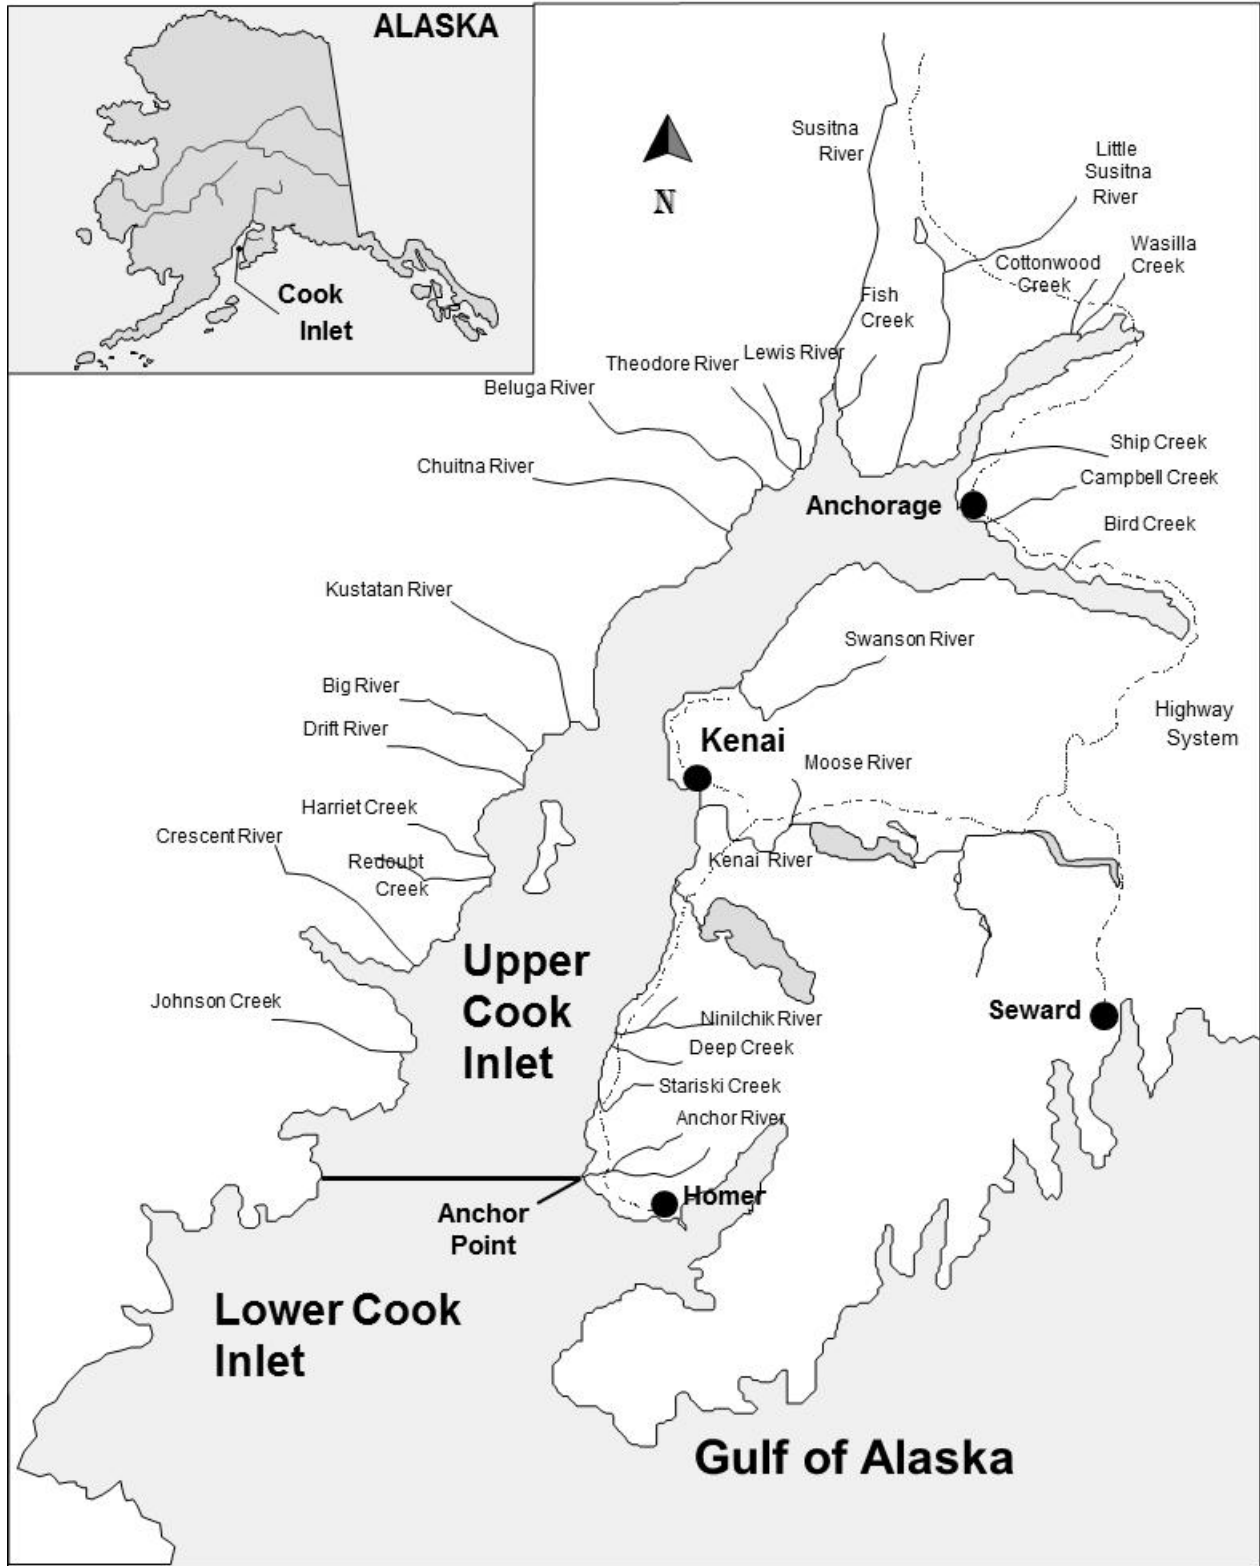 ALASKA
Cook
Inlet
N
Susitna
River
Little
Susitna
River
Wasilla
Creek
Cottonwood
Creek
Fish
Creek
Lewis River
Theodore River
Beluga River
Chuitna River
Ship Creek
Campbell Creek
Anchorage
Bird Creek
Kustatan River
Swanson River
Big River
Drift River
Highway
System
Kenai
Moose River
Harriet Creek
Crescent River
Redoubt
Creek
Kenai River
Upper
Cook
Inlet
Johnson Creek
Seward
Ninilchik River
Deep Creek
Stariski Creek
Anchor River
Homer
Anchor
Point
Lower Cook
Inlet
Gulf of Alaska